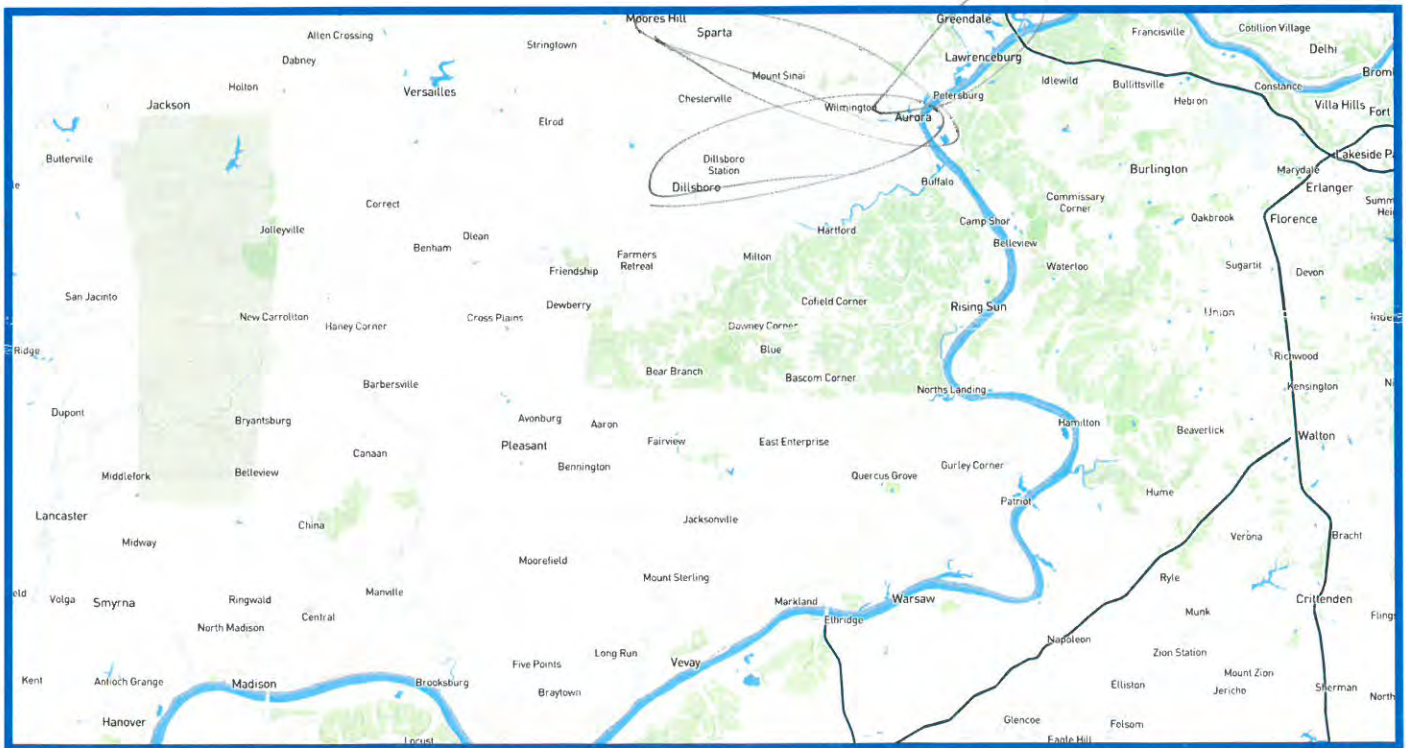 Moores Hill
Greendale
Sparta
Francisville
Cotillion Village
Allen Crossing
Stringtown
Delhi
Dabney
Lawrenceburg
Mount Sinai
Idlewild
Bullittsville
Constance
Holton
Versailles
Chesterville
Wilmington
Petersburg
Hebron
Villa Hills
Fort
Jackson
Elrod
Aurora
Butlerville
Dillsboro
Station
Burlington
Marydale
Lakeside
Dillsboro
Buffalo
Erlanger
Correct
Commissary
Corner
Summ
Jolleyville
Olean
Hartford
Camp Shor
Oakbrook
Florence
Benham
Belleview
Friendship
Farmers
Retreat
Milton
Waterloo
Sugartit
Devon
San Jacinto
Dewberry
Cofield Corner
Rising Sun
Union
New Carrollton
Haney Corner
Cross Plains
Downey Corner
Ridge
Blue
Richwood
Barbersville
Bear Branch
Bascom Corner
Norths Landing
Kensington
Dupont
Bryantsburg
Avonburg
Aaron
Hamilton
Beaverlick
Walton
Pleasant
Fairview
East Enterprise
Canaan
Bennington
Gurley Corner
Middlefork
Belleview
Quercus Grove
Hume
Patriot
Lancaster
China
Jacksonville
Midway
Verona
Bracht
Moorefield
Mount Sterling
Ryle
Volga
Smyrna
Ringwald
Manville
Markland
Warsaw
Crittenden
Central
Munk
Flings
North Madison
Ethridge
Napoleon
Zion Station
Five Points
Long Run
Vevay
Mount Zion
Kent
Antioch Grange
Madison
Brooksburg
Braytown
Elliston
Jericho
Sherman
North
Hanover
Glencoe
Folsom
Locust
Eagle Hill